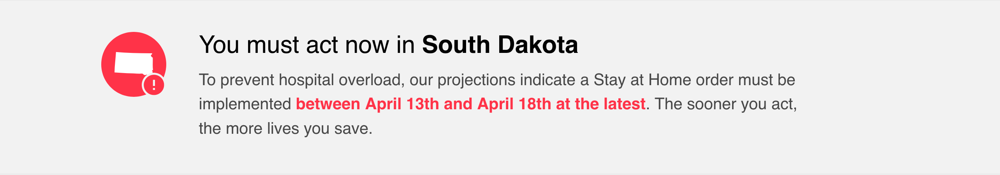 You must act now in South Dakota
To prevent hospital overload, our projections indicate a Stay at Home order must be
implemented between April 13th and April 18th at the latest. The sooner you act,
the more lives you save.